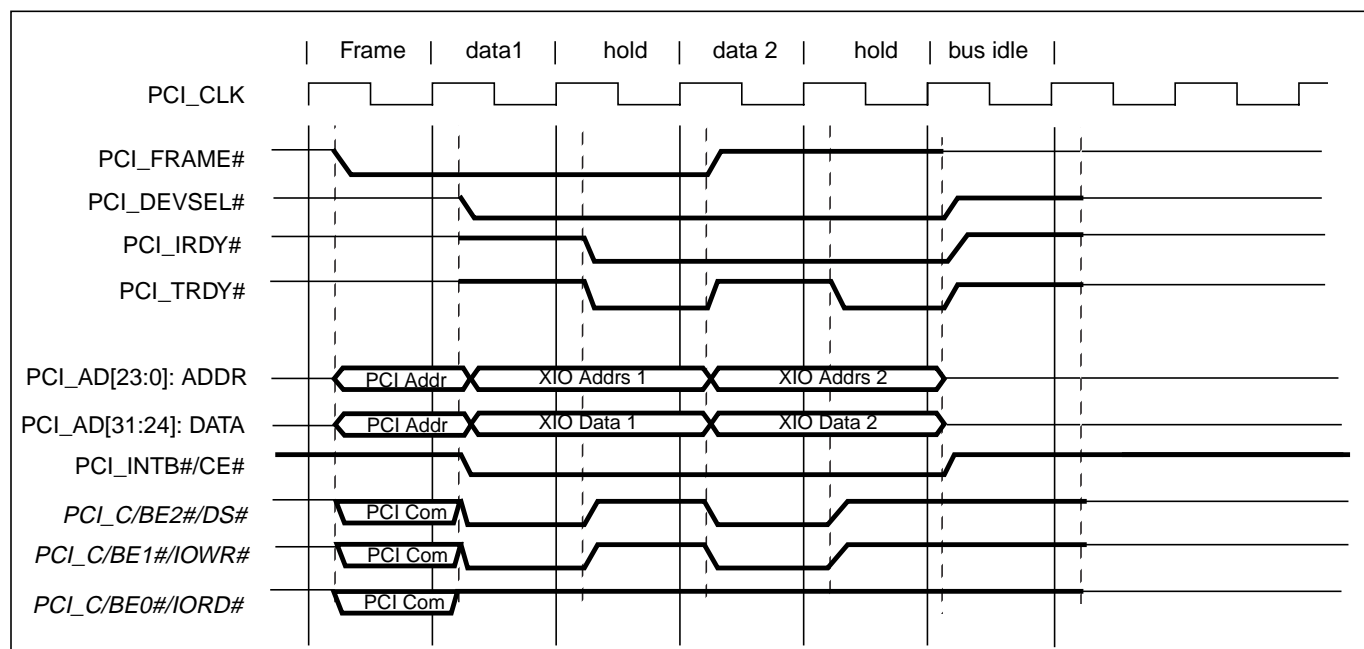 | Frame | data1 | hold | data 2 | hold | bus idle |
PCI_CLK
PCI_FRAME#
PCI_DEVSEL#
PCI_IRDY#
PCI_TRDY#
PCI_AD[23:0]: ADDR PCI Addr XIO Addrs 1 XIO Addrs 2
PCI_AD[31:24]: DATA PCI Addr XIO Data 1 XIO Data 2
PCI_INTB#/CE#
PCI_C/BE2#/DS# PCI Com
PCI_C/BE1#/IOWR# PCI Com
PCI_C/BE0#/IORD# PCI Com